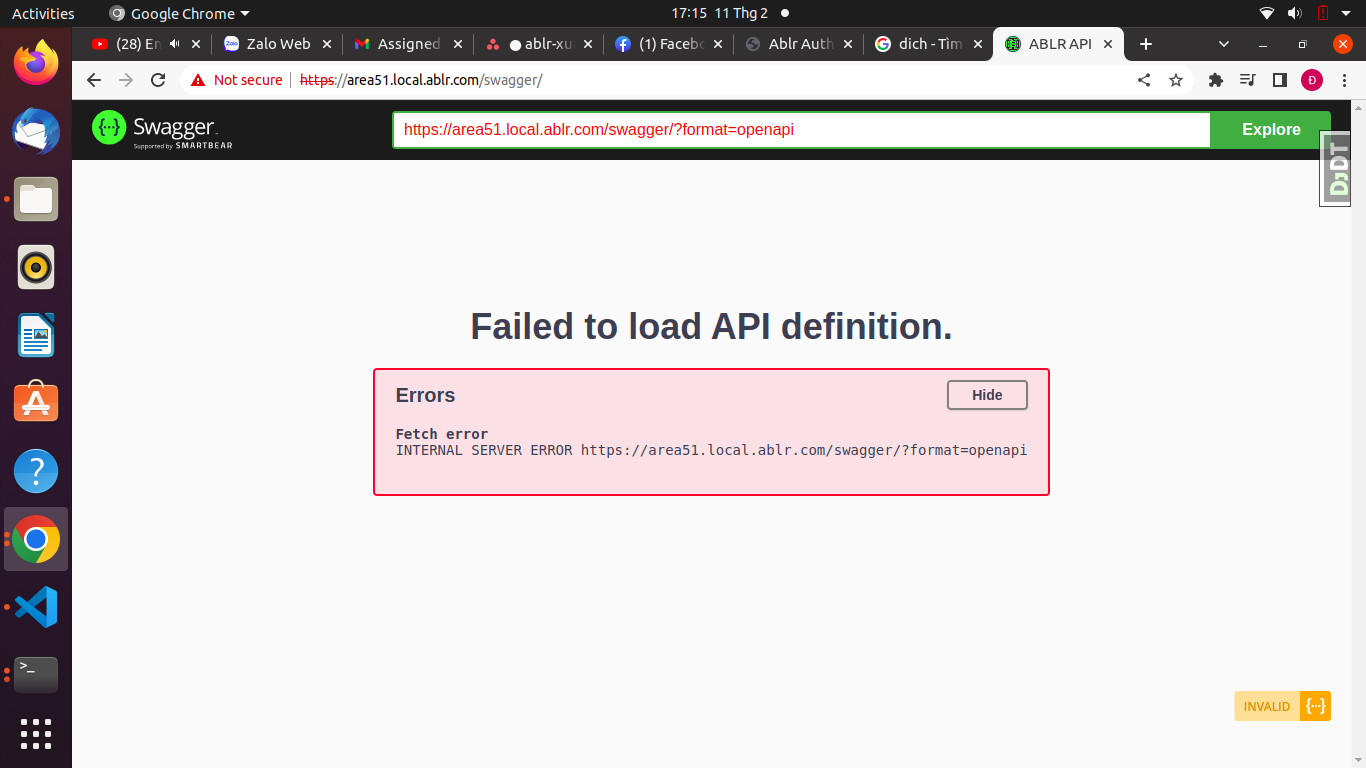 Activities
Google Chrome
17:15 11 Thg 2
(28) En
Zalo Web
Assigned
ablr-xu
(1) Facebo
Ablr Auth
dich - Tìm
ABLR API
Not secure
https://area51.local.ablr.com/swagger/
Đ
Swagger
Supported by SMARTBEAR
https://area51.local.ablr.com/swagger/?format=openapi
Explore
DJDT
Failed to load API definition.
Errors
Hide
Fetch error
INTERNAL SERVER ERROR https://area51.local.ablr.com/swagger/?format=openapi
INVALID {...}